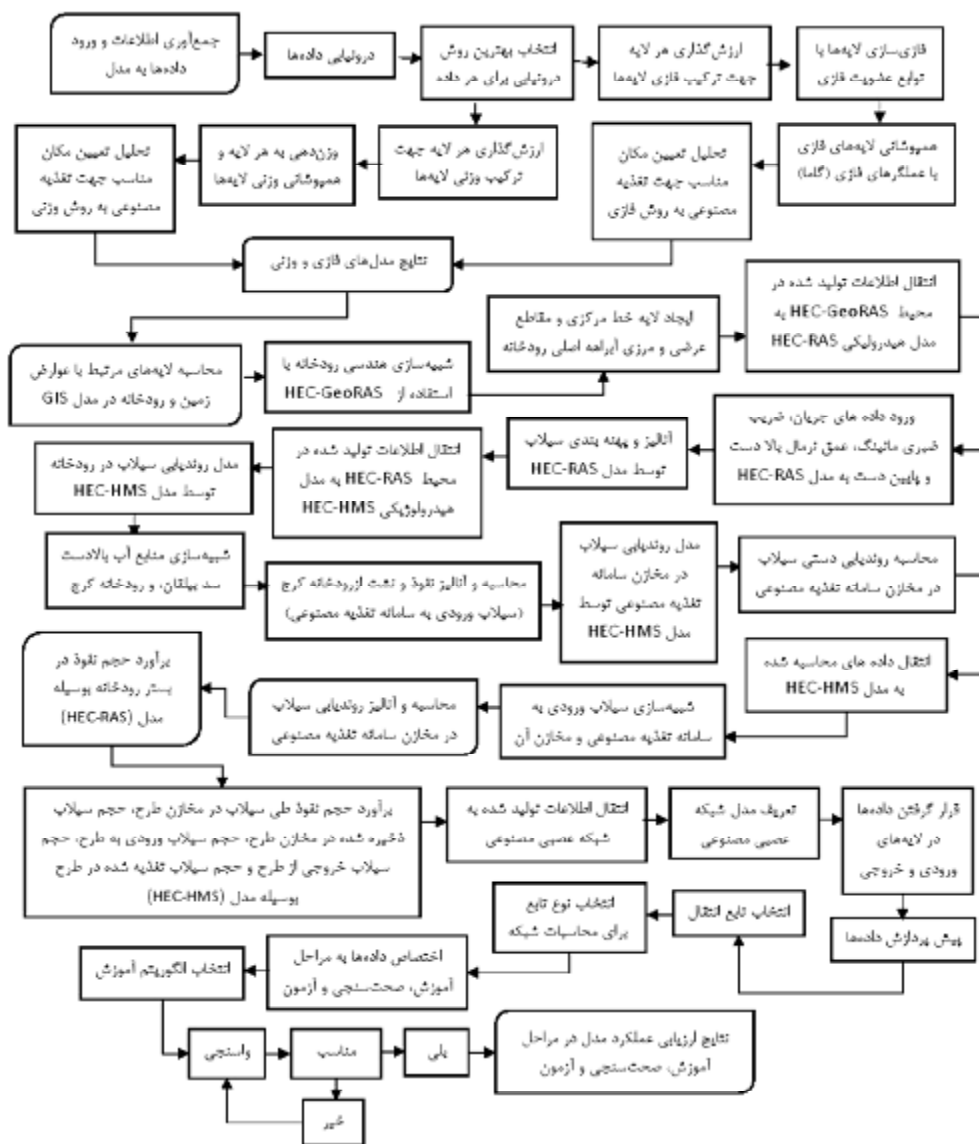 جمع‌آوری اطلاعات و ورود
داده‌ها به مدل
درونیابی داده‌ها
انتخاب بهترین روش
درونیابی برای هر داده
ارزش‌گذاری هر لایه
جهت ترکیب فازی لایه‌ها
فازی‌سازی لایه‌ها با
توابع عضویت فازی
همپوشانی لایه‌های فازی
با عملگرهای فازی (گاما)
تحلیل تعیین مکان
مناسب جهت تغذیه
مصنوعی به روش فازی
ارزش‌گذاری هر لایه جهت
ترکیب وزنی لایه‌ها
وزن‌دهی به هر لایه و
همپوشانی وزنی لایه‌ها
تحلیل تعیین مکان
مناسب جهت تغذیه
مصنوعی به روش وزنی
نتایج مدل‌های فازی و وزنی
محاسبه لایه‌های مرتبط با عوارض
زمین و رودخانه در مدل GIS
شبیه‌سازی هندسی رودخانه با
استفاده از HEC-GeoRAS
ایجاد لایه خط مرکزی و مقاطع
عرضی و مرزی آبراهه اصلی رودخانه
انتقال اطلاعات تولید شده در
محیط HEC-GeoRAS به
مدل هیدرولیکی HEC-RAS
ورود داده های جریان، ضریب
ضبری مانینگ، عمق نرمال بالا دست
و پایین دست به مدل HEC-RAS
آنالیز و پهنه بندی سیلاب
توسط مدل HEC-RAS
انتقال اطلاعات تولید شده در
محیط HEC-RAS به مدل
هیدرولوژیکی HEC-HMS
مدل روندیابی سیلاب در رودخانه
توسط مدل HEC-HMS
شبیه‌سازی منابع آب بالادست
سد بیلقان، و رودخانه کرج
محاسبه و آنالیز نفوذ و نشت ازرودخانه کرج
(سیلاب ورودی به سامانه تغذیه مصنوعی)
مدل روندیابی سیلاب
در مخازن سامانه
تغذیه مصنوعی توسط
مدل HEC-HMS
محاسبه روندیابی دستی سیلاب
در مخازن سامانه تغذیه مصنوعی
انتقال داده های محاسبه شده
به مدل HEC-HMS
شبیه‌سازی سیلاب ورودی به
سامانه تغذیه مصنوعی و مخازن آن
محاسبه و آنالیز روندیابی سیلاب
در مخازن سامانه تغذیه مصنوعی
برآورد حجم نفوذ در
بستر رودخانه بوسیله
مدل (HEC-RAS)
برآورد حجم نفوذ طی سیلاب در مخازن طرح، حجم سیلاب
ذخیره شده در مخازن طرح، حجم سیلاب ورودی به طرح، حجم
سیلاب خروجی از طرح و حجم سیلاب تغذیه شده در طرح
بوسیله مدل (HEC-HMS)
انتقال اطلاعات تولید شده به
شبکه عصبی مصنوعی
تعریف مدل شبکه
عصبی مصنوعی
قرار گرفتن داده‌ها
در لایه‌های
ورودی و خروجی
پیش پردازش داده‌ها
انتخاب تابع انتقال
انتخاب نوع تابع
برای محاسبات شبکه
اختصاص داده‌ها به مراحل
آموزش، صحت‌سنجی و آزمون
انتخاب الگوریتم آموزش
واسنجی
مناسب
بلی
خیر
نتایج ارزیابی عملکرد مدل در مراحل
آموزش، صحت‌سنجی و آزمون